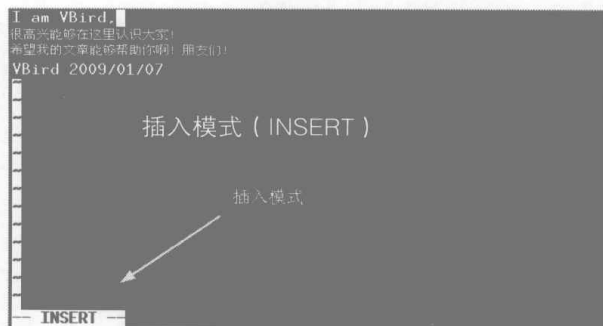 I am VBird.
很高兴能够在这里认识大家!
希望我的文章能够帮助你啊! 朋友们!
VBird 2009/01/07
~
~
~
~
~
~
~
~
~
~
~
~
插入模式（INSERT）
插入模式
-- INSERT --